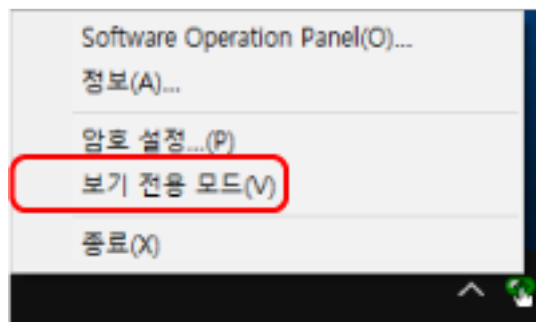 Software Operation Panel(O)...
정보(A)...
암호 설정...(P)
보기 전용 모드(V)
종료(X)